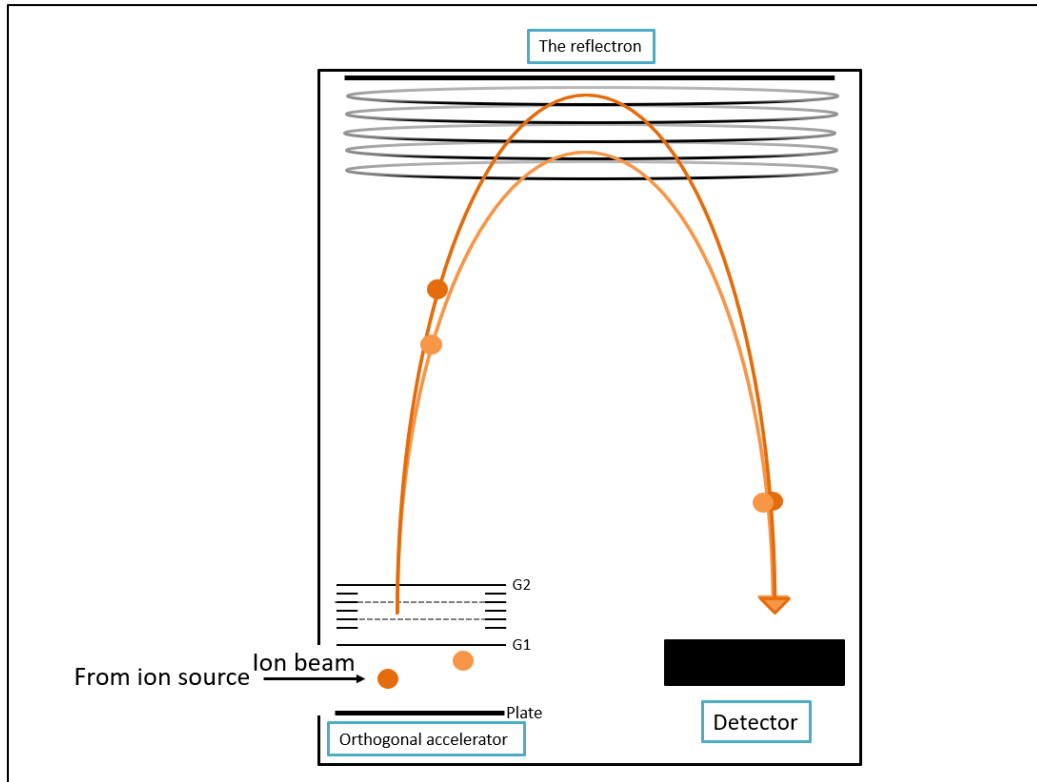 The reflectron
G2
G1
Ion beam
From ion source
Plate
Orthogonal accelerator
Detector